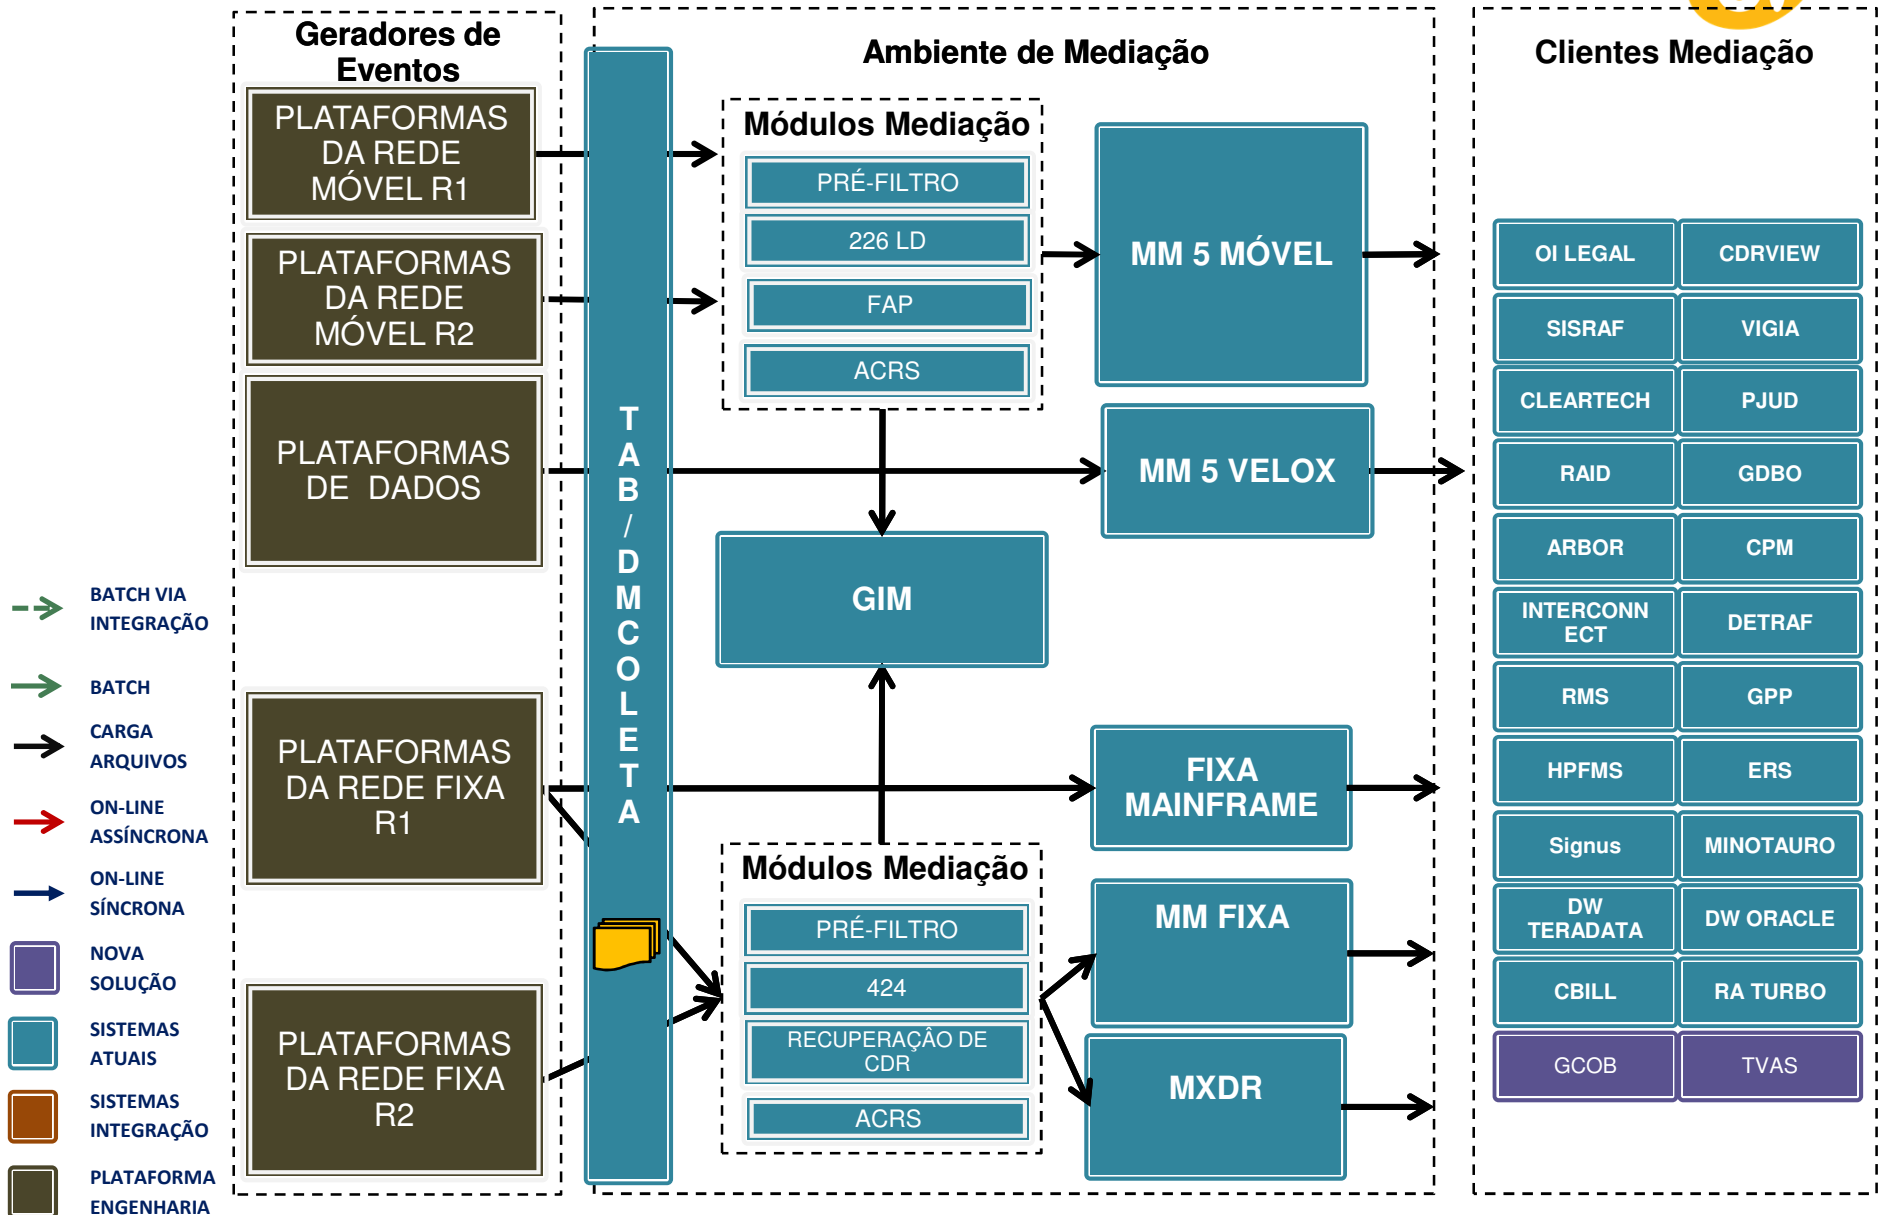 Geradores de
Eventos
PLATAFORMAS
DA REDE
MÓVEL R1
PLATAFORMAS
DA REDE
MÓVEL R2
PLATAFORMAS
DE DADOS
PLATAFORMAS
DA REDE FIXA
R1
PLATAFORMAS
DA REDE FIXA
R2
BATCH VIA
INTEGRAÇÃO
BATCH
CARGA
ARQUIVOS
ON-LINE
ASSÍNCRONA
ON-LINE
SÍNCRONA
NOVA
SOLUÇÃO
SISTEMAS
ATUAIS
SISTEMAS
INTEGRAÇÃO
PLATAFORMA
ENGENHARIA
T
A
B
/
D
M
C
O
L
E
T
A
Ambiente de Mediação
Módulos Mediação
PRÉ-FILTRO
226 LD
FAP
ACRS
MM 5 MÓVEL
MM 5 VELOX
GIM
FIXA
MAINFRAME
Módulos Mediação
PRÉ-FILTRO
424
RECUPERAÇÂO DE
CDR
ACRS
MM FIXA
MXDR
Clientes Mediação
OI LEGAL
CDRVIEW
SISRAF
VIGIA
CLEARTECH
PJUD
RAID
GDBO
ARBOR
CPM
INTERCONN
ECT
DETRAF
RMS
GPP
HPFMS
ERS
Signus
MINOTAURO
DW
TERADATA
DW ORACLE
CBILL
RA TURBO
GCOB
TVAS